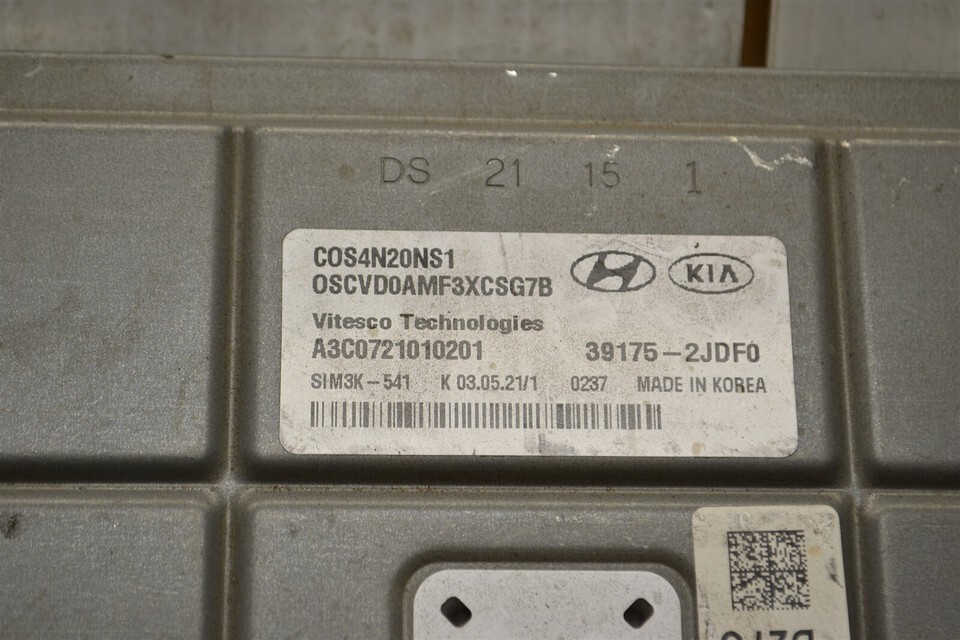 DS 21 15 1
COS4N20NS1
OSCVD0AMF3XCSG7B
KIA
Vitesco Technologies
A3C0721010201 39175-2JDF0
SIM3K-541 K 03.05.21/1 0237 MADE IN KOREA